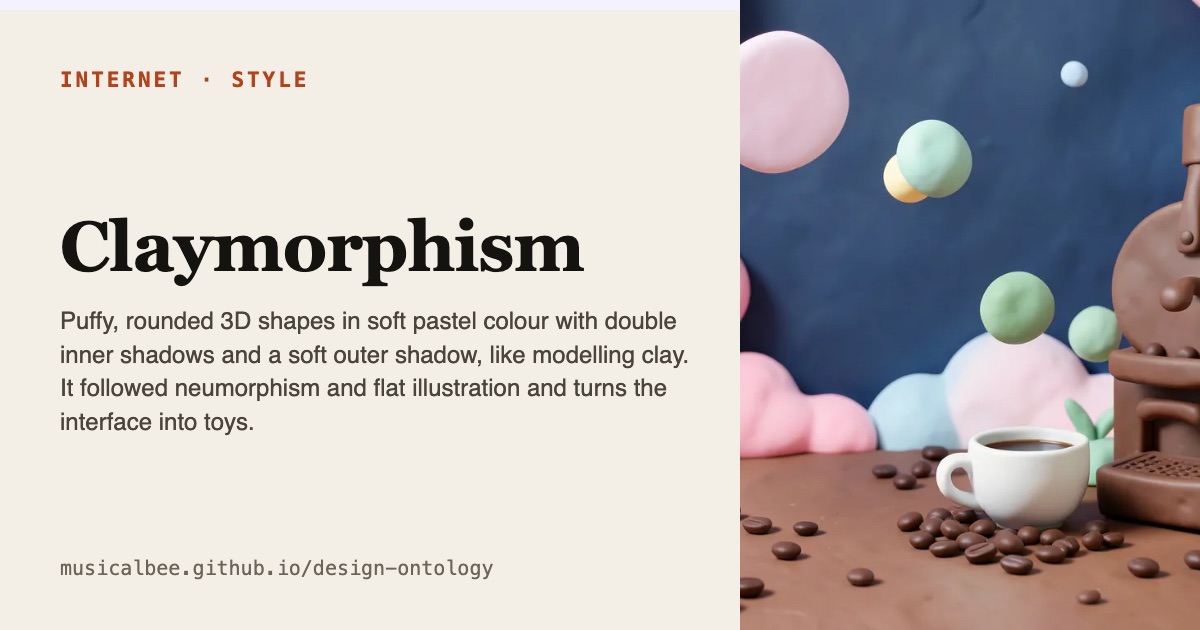 INTERNET · STYLE
Claymorphism
Puffy, rounded 3D shapes in soft pastel colour with double
inner shadows and a soft outer shadow, like modelling clay.
It followed neumorphism and flat illustration and turns the
interface into toys.
musicalbee.github.io/design-ontology